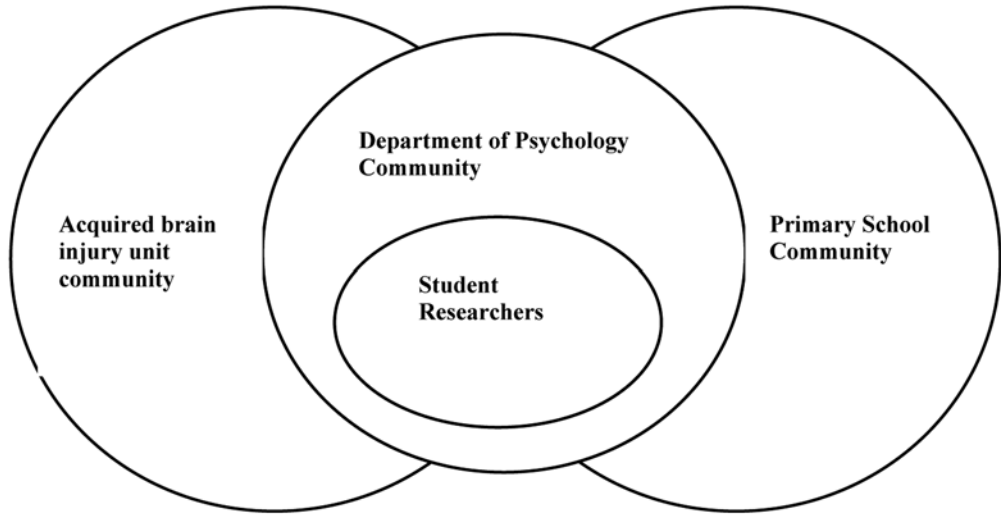 Department of Psychology
Community
Acquired brain
injury unit
community
Primary School
Community
Student
Researchers